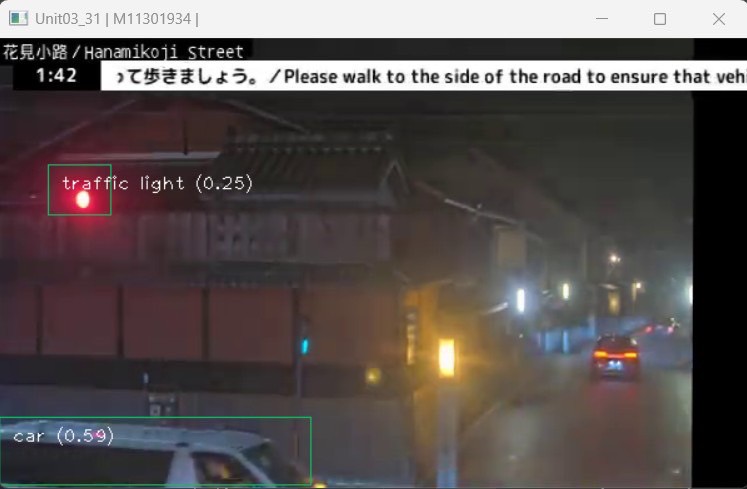 Unit03_31 | M11301934 |
花見小路/Hanamikoji Street
1:42
って歩きましょう。/Please walk to the side of the road to ensure that vehi
traffic light (0.25)
car (0.59)